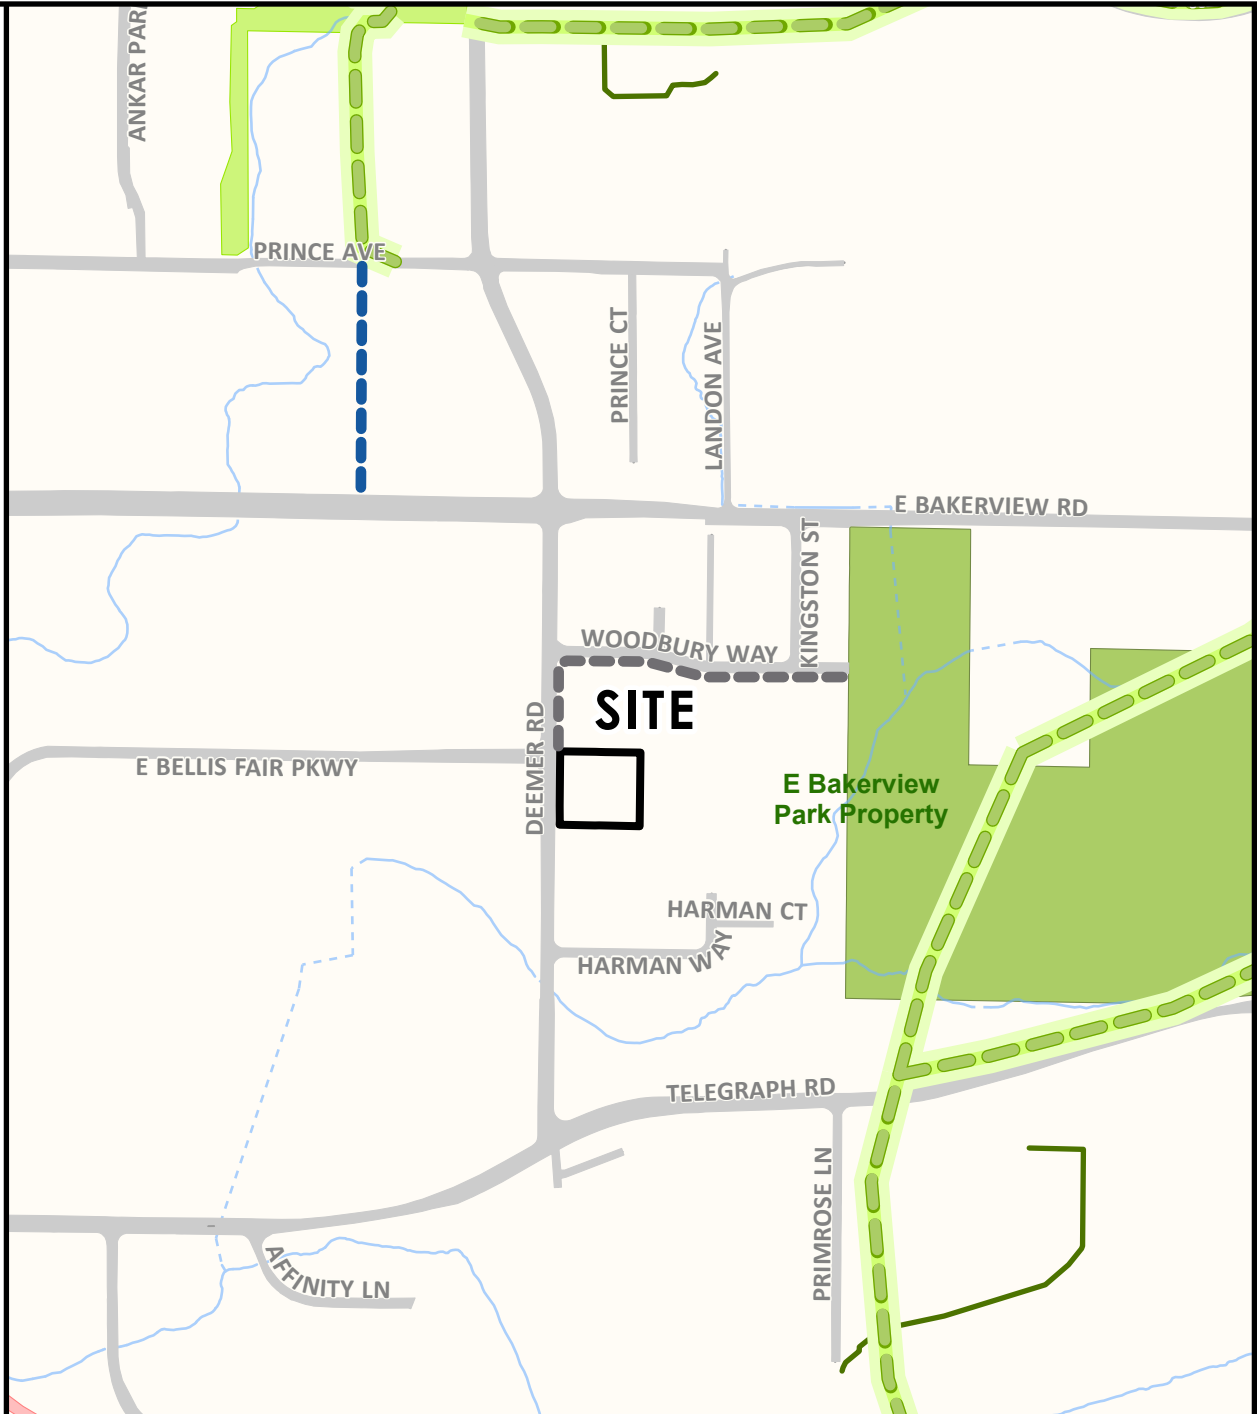 ANKAR PAR
PRINCE AVE
PRINCE CT
LANDON AVE
E BAKERVIEW RD
KINGSTON ST
WOODBURY WAY
SITE
DEEMER RD
E BELLIS FAIR PKWY
E Bakerview
Park Property
HARMAN CT
HARMAN WAY
TELEGRAPH RD
PRIMROSE LN
AFFINITY LN